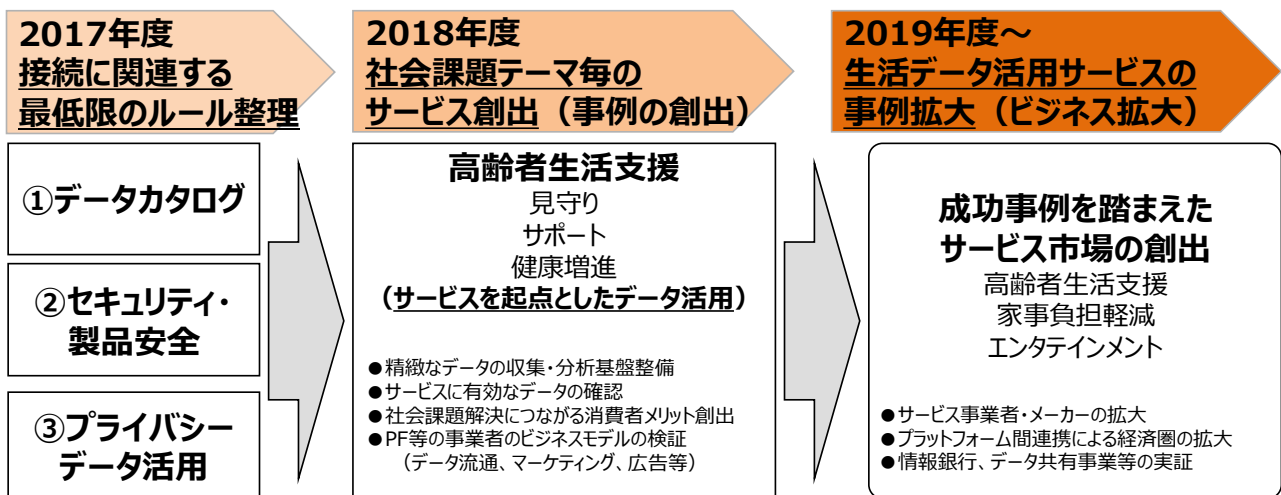 2017年度
接続に関連する
最低限のルール整理
①データカタログ
②セキュリティ・
製品安全
③プライバシー
データ活用
2018年度
社会課題テーマ毎の
サービス創出（事例の創出）
高齢者生活支援
見守り
サポート
健康増進
（サービスを起点としたデータ活用）
●精緻なデータの収集・分析基盤整備
●サービスに有効なデータの確認
●社会課題解決につながる消費者メリット創出
●PF等の事業者のビジネスモデルの検証
（データ流通、マーケティング、広告等）
2019年度～
生活データ活用サービスの
事例拡大（ビジネス拡大）
成功事例を踏まえた
サービス市場の創出
高齢者生活支援
家事負担軽減
エンタテインメント
●サービス事業者・メーカーの拡大
●プラットフォーム間連携による経済圏の拡大
●情報銀行、データ共有事業等の実証